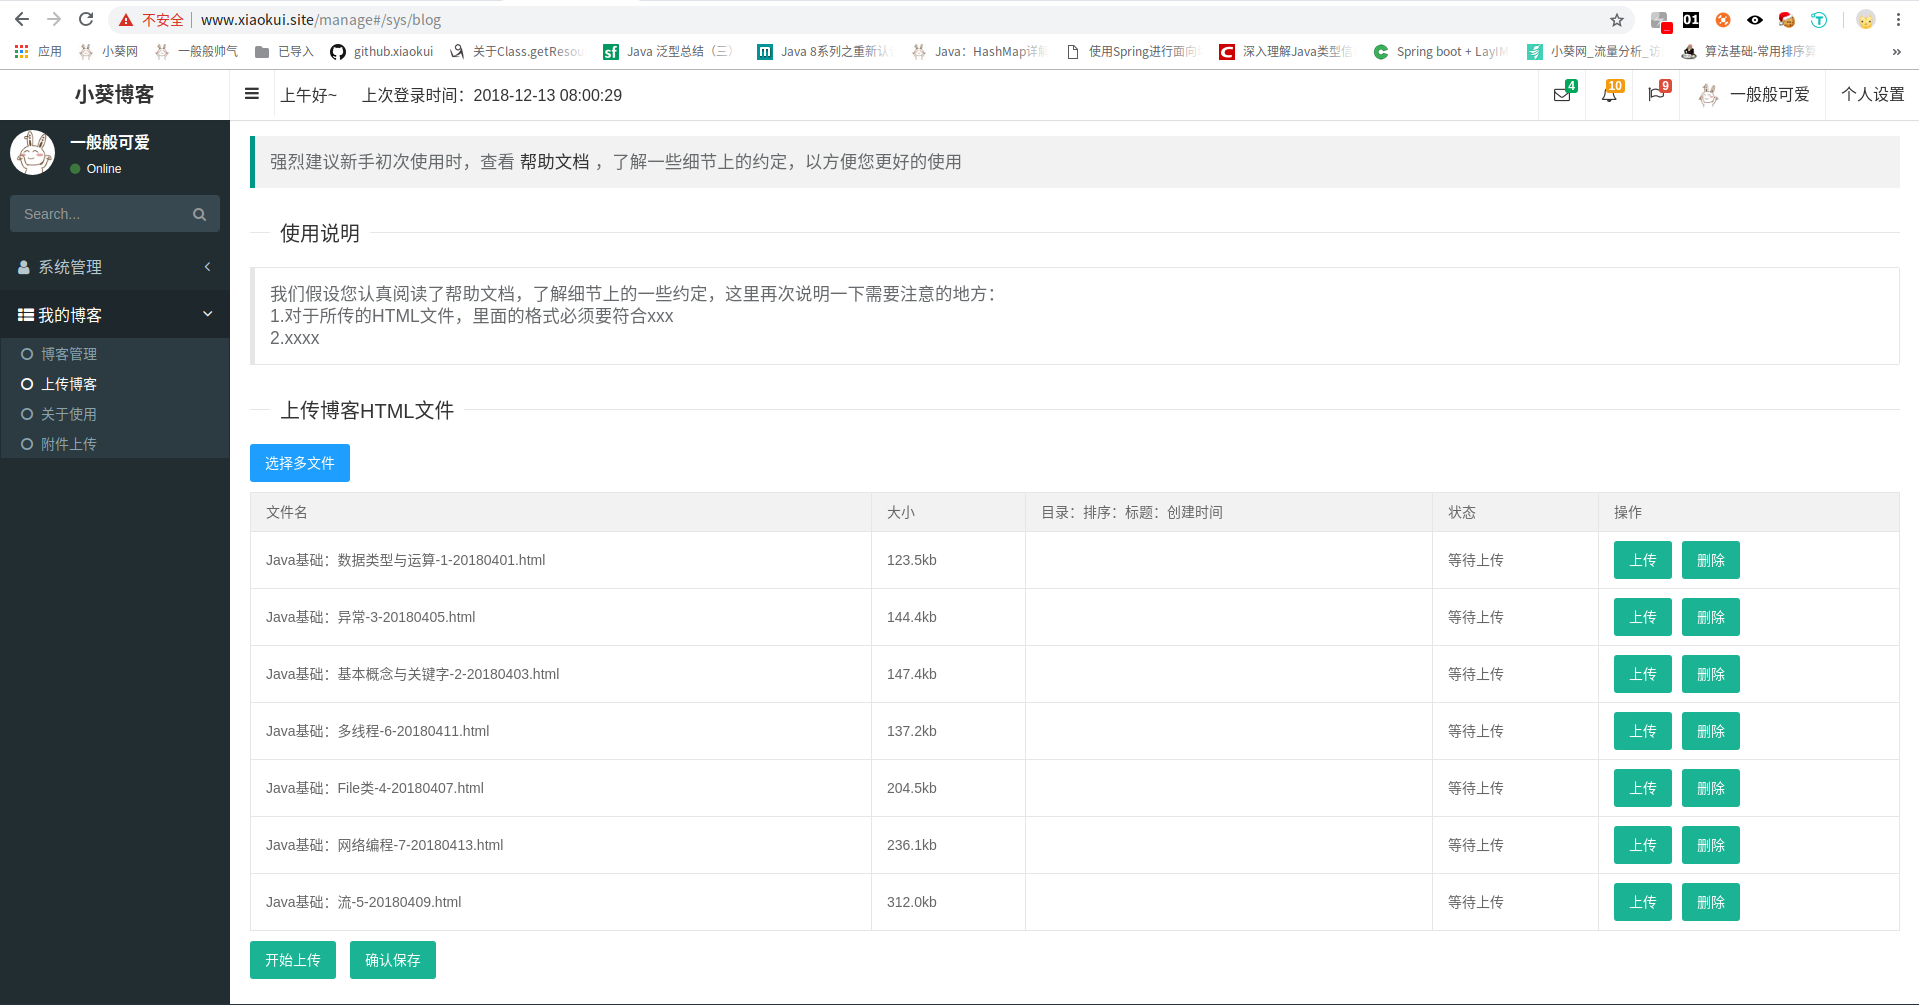 不安全 www.xiaokui.site/manage#/sys/blog
应用 小葵网 一般般帅气 已导入 github.xiaokui 关于Class.getResou Java 泛型总结（三） Java 8系列之重新认 Java：HashMap详解 使用Spring进行面向 深入理解Java类型信 Spring boot + LayIM 小葵网_流量分析_访 算法基础-常用排序算 »
小葵博客 上午好~ 上次登录时间：2018-12-13 08:00:29 4 10 9 一般般可爱 个人设置
一般般可爱
Online
Search...
系统管理
我的博客
博客管理
上传博客
关于使用
附件上传
强烈建议新手初次使用时，查看 帮助文档 ，了解一些细节上的约定，以方便您更好的使用
使用说明
我们假设您认真阅读了帮助文档，了解细节上的一些约定，这里再次说明一下需要注意的地方：
1.对于所传的HTML文件，里面的格式必须要符合xxx
2.xxxx
上传博客HTML文件
选择多文件
文件名 大小 目录：排序：标题：创建时间 状态 操作
Java基础：数据类型与运算-1-20180401.html 123.5kb 等待上传 上传 删除
Java基础：异常-3-20180405.html 144.4kb 等待上传 上传 删除
Java基础：基本概念与关键字-2-20180403.html 147.4kb 等待上传 上传 删除
Java基础：多线程-6-20180411.html 137.2kb 等待上传 上传 删除
Java基础：File类-4-20180407.html 204.5kb 等待上传 上传 删除
Java基础：网络编程-7-20180413.html 236.1kb 等待上传 上传 删除
Java基础：流-5-20180409.html 312.0kb 等待上传 上传 删除
开始上传 确认保存